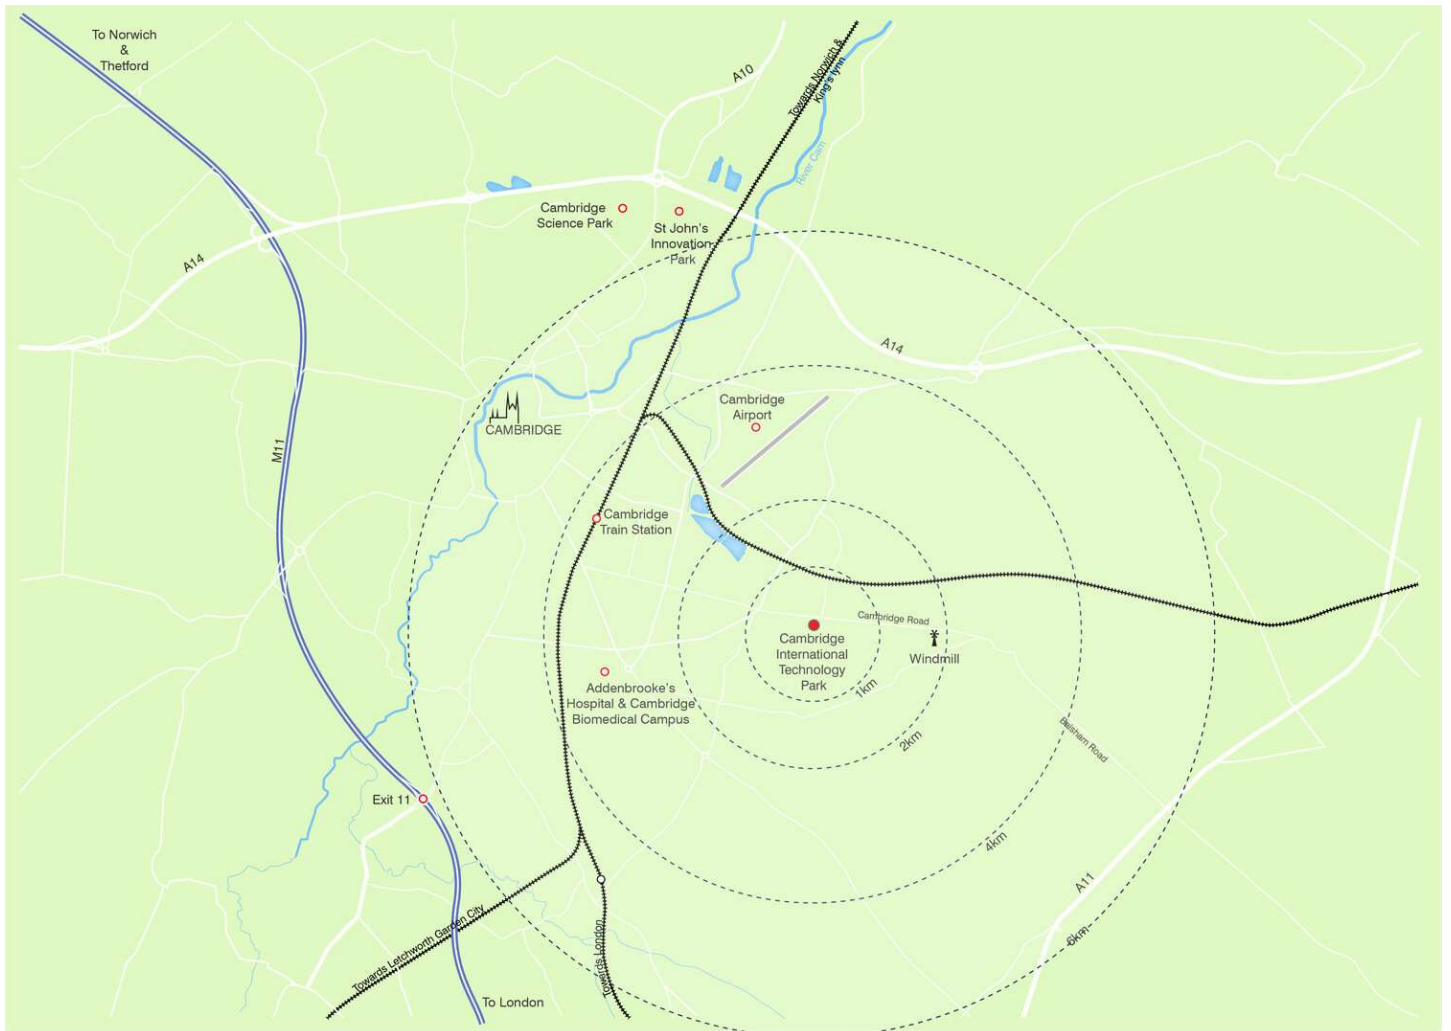 To Norwich
&
Thetford
A10
Towards Norwich &
King's lynn
River Cam
Cambridge
Science Park
St John's
Innovation
Park
A14
A14
Cambridge
Airport
CAMBRIDGE
M11
Cambridge
Train Station
Cambridge Road
Cambridge
International
Technology
Park
Windmill
1km
Addenbrooke's
Hospital & Cambridge
Biomedical Campus
2km
Balsham Road
Exit 11
4km
A11
6km
Towards Letchworth Garden City
Towards London
To London